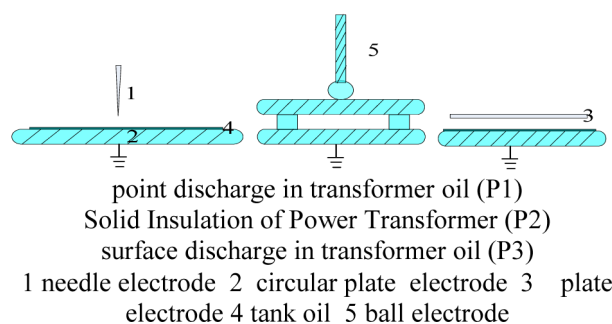 1
2
4
5
3
point discharge in transformer oil (P1)
Solid Insulation of Power Transformer (P2)
surface discharge in transformer oil (P3)
1 needle electrode 2 circular plate electrode 3 plate
electrode 4 tank oil 5 ball electrode